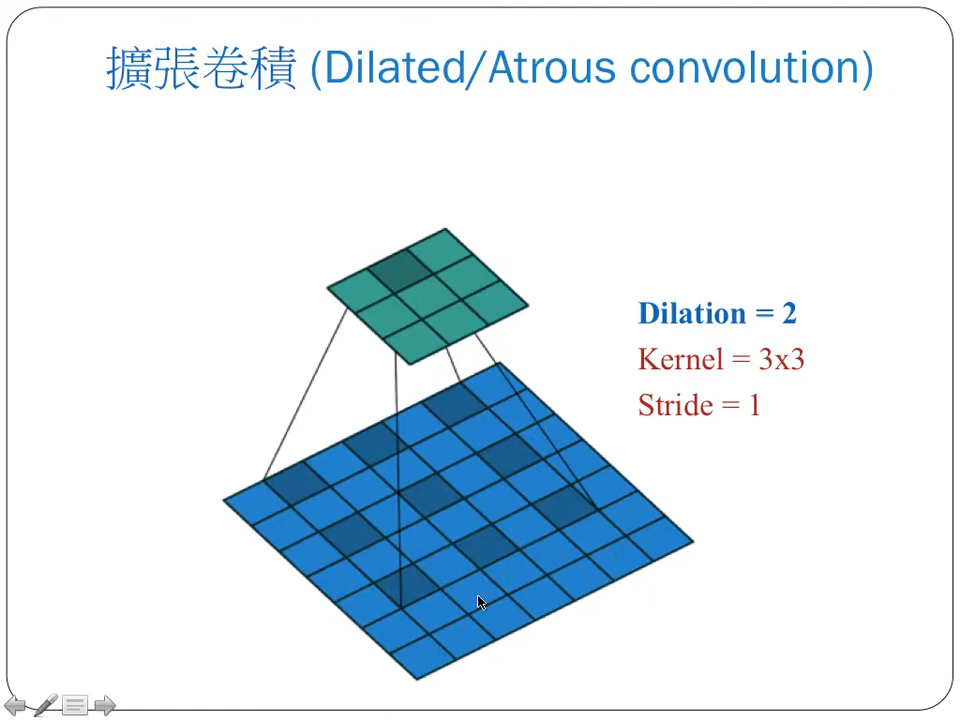 擴張卷積 (Dilated/Atrous convolution)
Dilation = 2
Kernel = 3x3
Stride = 1